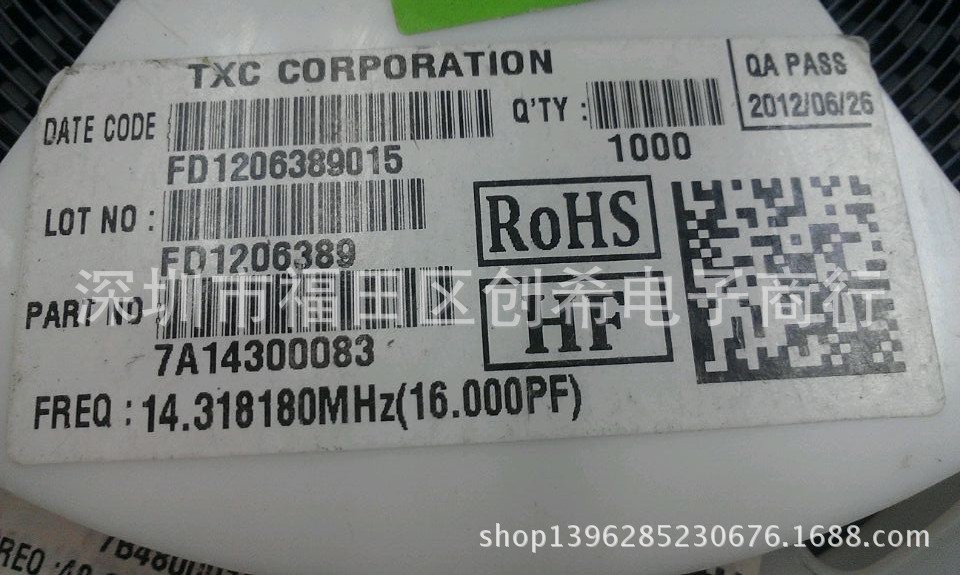 TXC CORPORATION
QA PASS
2012/06/26
DATE CODE
FD1206389015
Q'TY :
1000
LOT NO :
FD1206389
RoHS
深圳市福田区创希电子商行
PART NO
7A14300083
HF
FREQ : 14.318180MHz(16.000PF)
shop1396285230676.1688.com